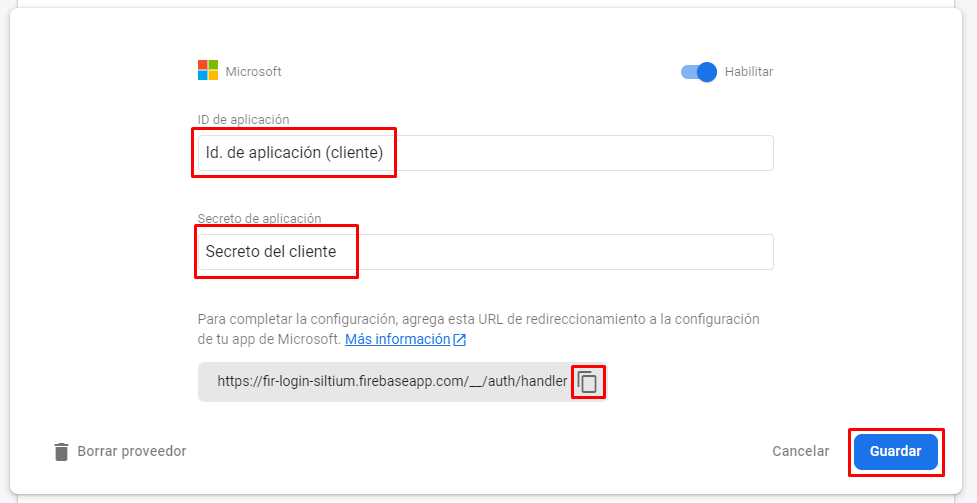 Microsoft
Habilitar
ID de aplicación
Id. de aplicación (cliente)
Secreto de aplicación
Secreto del cliente
Para completar la configuración, agrega esta URL de redireccionamiento a la configuración
de tu app de Microsoft. Más información
https://fir-login-siltium.firebaseapp.com/__/auth/handler
Borrar proveedor
Cancelar
Guardar